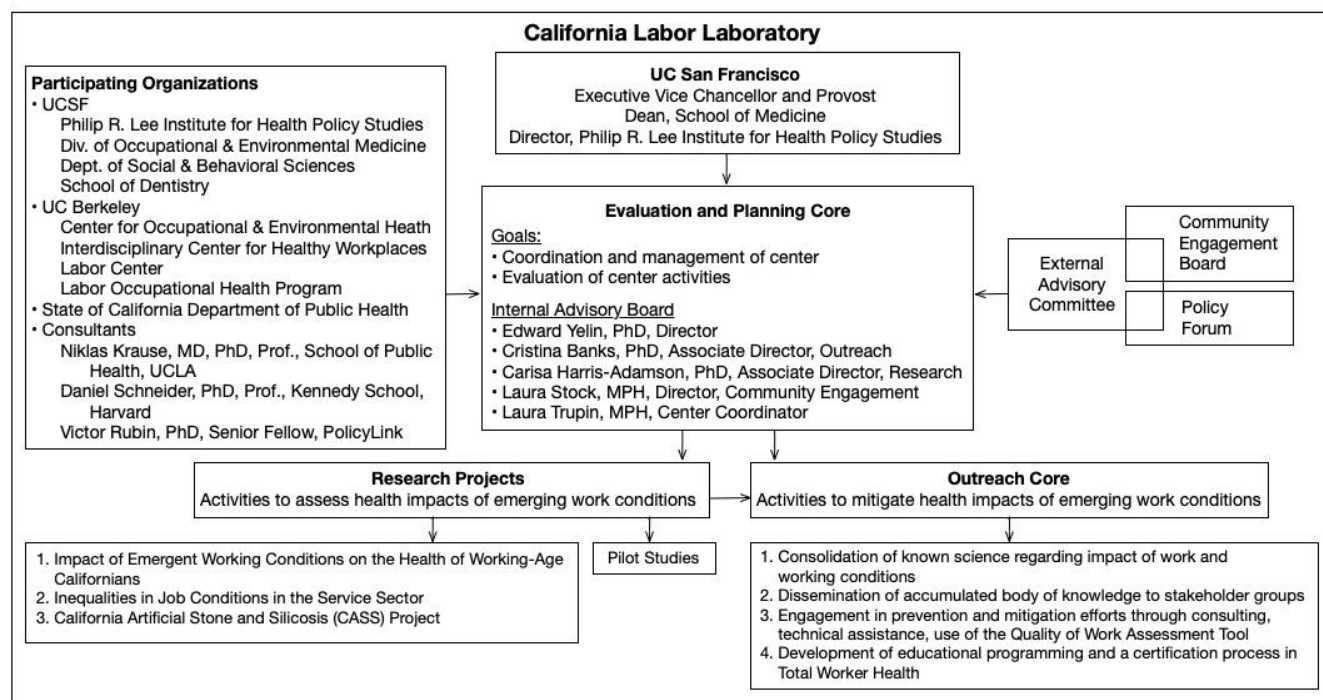 California Labor Laboratory
Participating Organizations
• UCSF
Philip R. Lee Institute for Health Policy Studies
Div. of Occupational & Environmental Medicine
Dept. of Social & Behavioral Sciences
School of Dentistry
• UC Berkeley
Center for Occupational & Environmental Heath
Interdisciplinary Center for Healthy Workplaces
Labor Center
Labor Occupational Health Program
• State of California Department of Public Health
• Consultants
Niklas Krause, MD, PhD, Prof., School of Public
Health, UCLA
Daniel Schneider, PhD, Prof., Kennedy School,
Harvard
Victor Rubin, PhD, Senior Fellow, PolicyLink
UC San Francisco
Executive Vice Chancellor and Provost
Dean, School of Medicine
Director, Philip R. Lee Institute for Health Policy Studies
Evaluation and Planning Core
Goals:
• Coordination and management of center
• Evaluation of center activities
Internal Advisory Board
• Edward Yelin, PhD, Director
• Cristina Banks, PhD, Associate Director, Outreach
• Carisa Harris-Adamson, PhD, Associate Director, Research
• Laura Stock, MPH, Director, Community Engagement
• Laura Trupin, MPH, Center Coordinator
External
Advisory
Committee
Community
Engagement
Board
Policy
Forum
Research Projects
Activities to assess health impacts of emerging work conditions
Outreach Core
Activities to mitigate health impacts of emerging work conditions
1. Impact of Emergent Working Conditions on the Health of Working-Age
Californians
2. Inequalities in Job Conditions in the Service Sector
3. California Artificial Stone and Silicosis (CASS) Project
Pilot Studies
1. Consolidation of known science regarding impact of work and
working conditions
2. Dissemination of accumulated body of knowledge to stakeholder groups
3. Engagement in prevention and mitigation efforts through consulting,
technical assistance, use of the Quality of Work Assessment Tool
4. Development of educational programming and a certification process in
Total Worker Health